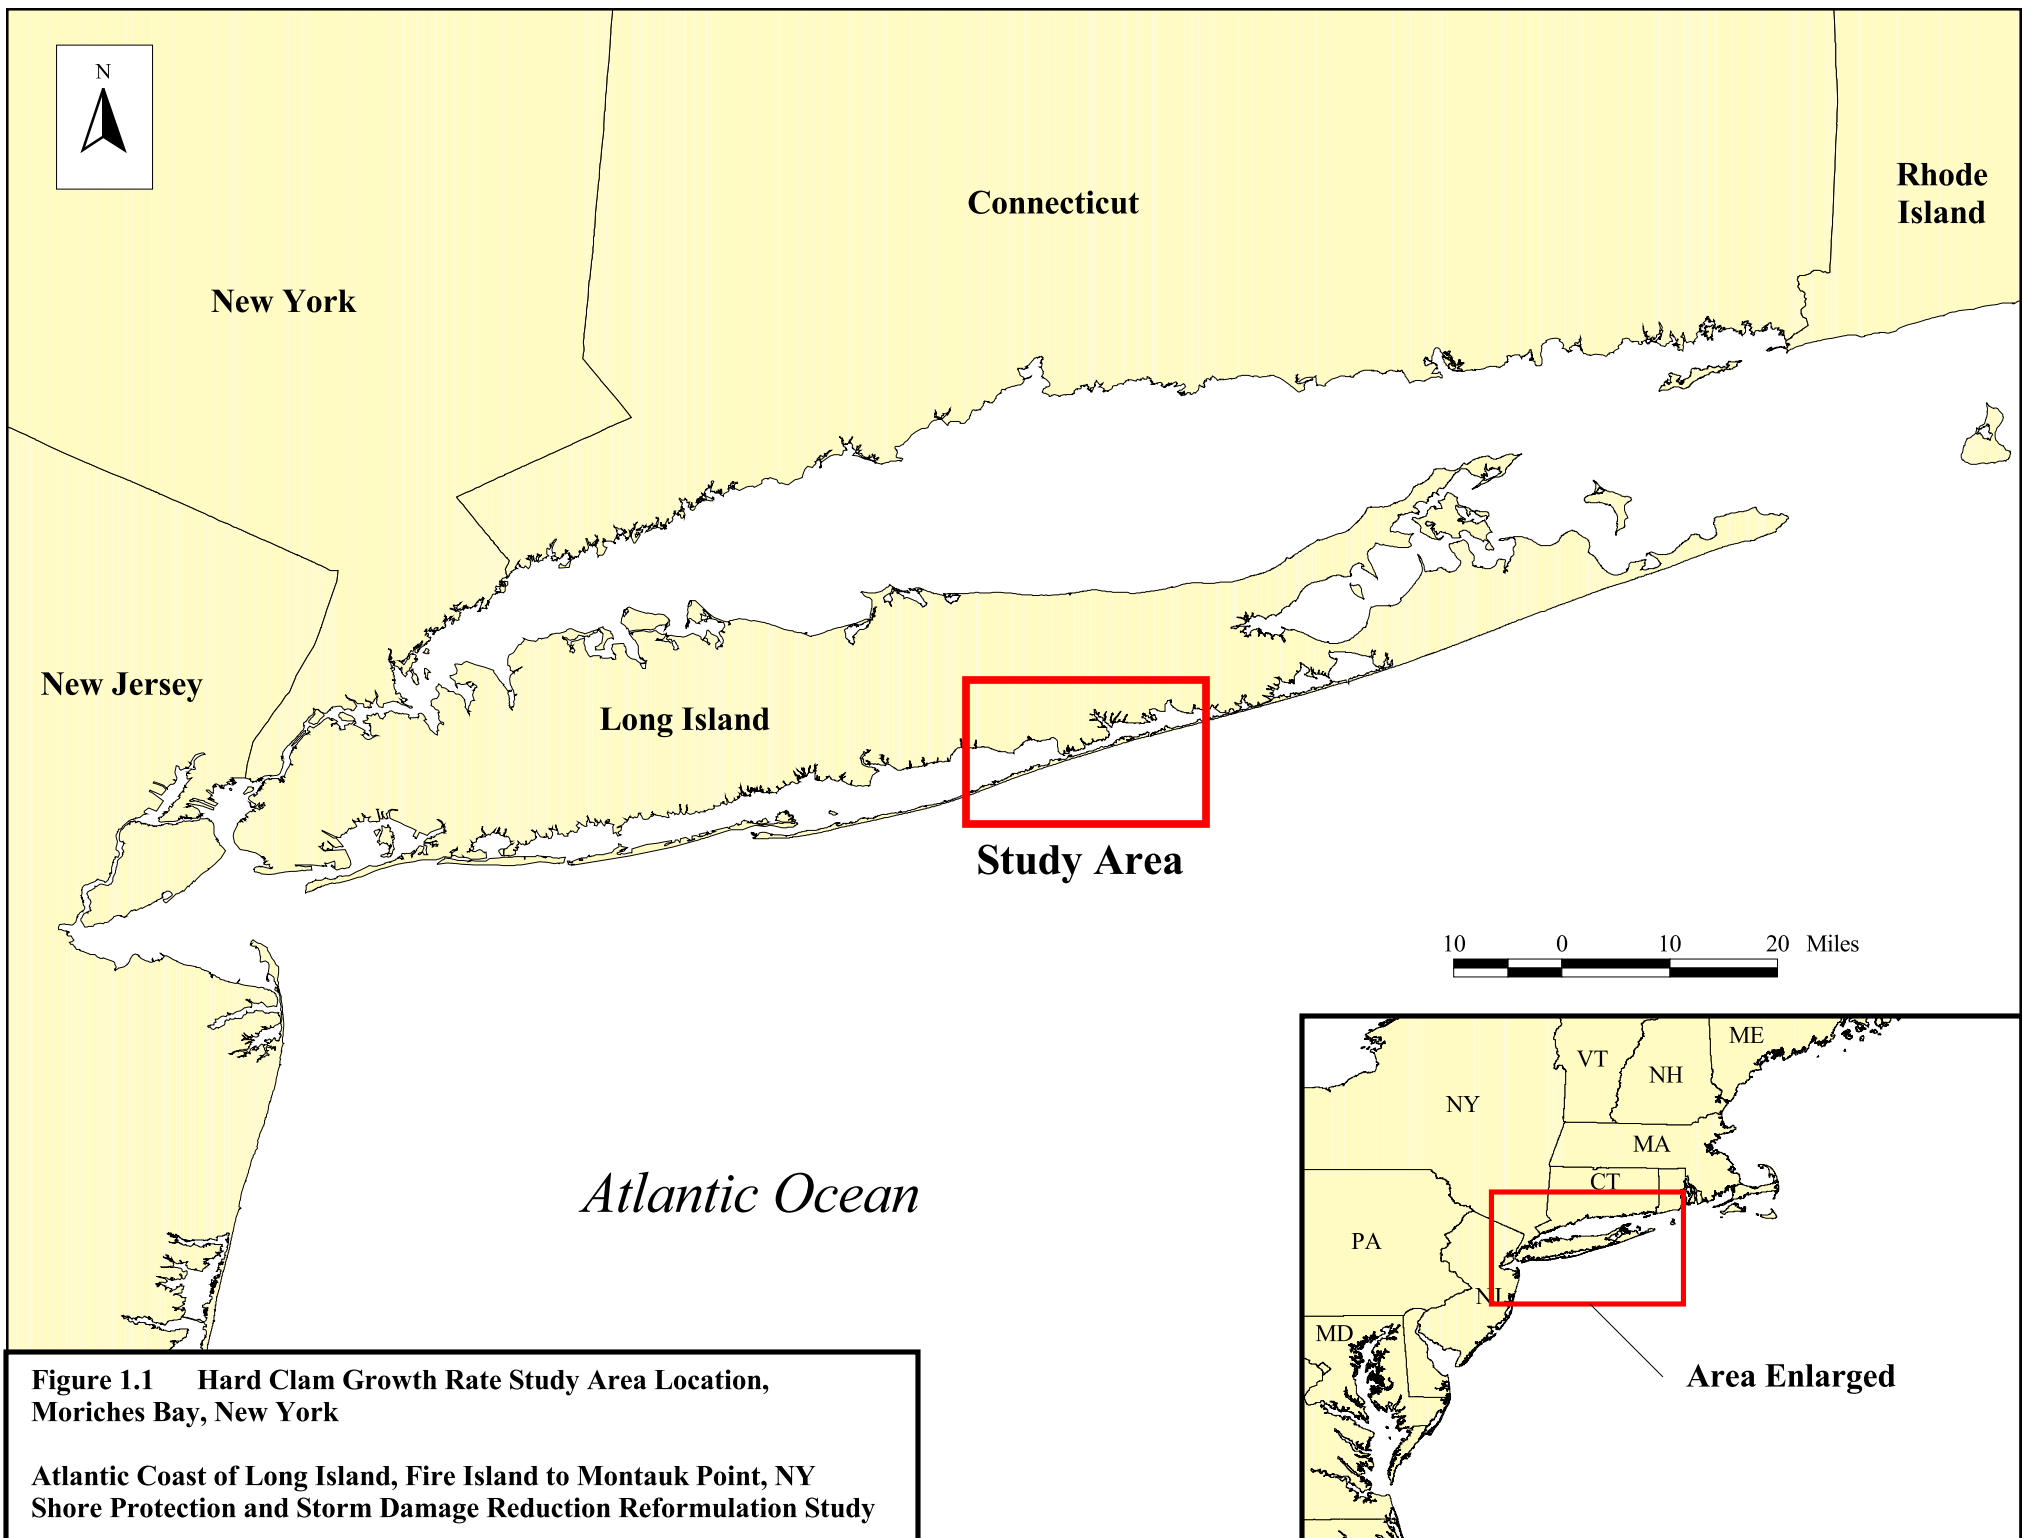 N
Connecticut
Rhode
Island
New York
New Jersey
Long Island
Study Area
10 0 10 20 Miles
Atlantic Ocean
ME
VT
NH
NY
MA
CT
PA
NJ
MD
Area Enlarged
Figure 1.1 Hard Clam Growth Rate Study Area Location,
Moriches Bay, New York
Atlantic Coast of Long Island, Fire Island to Montauk Point, NY
Shore Protection and Storm Damage Reduction Reformulation Study